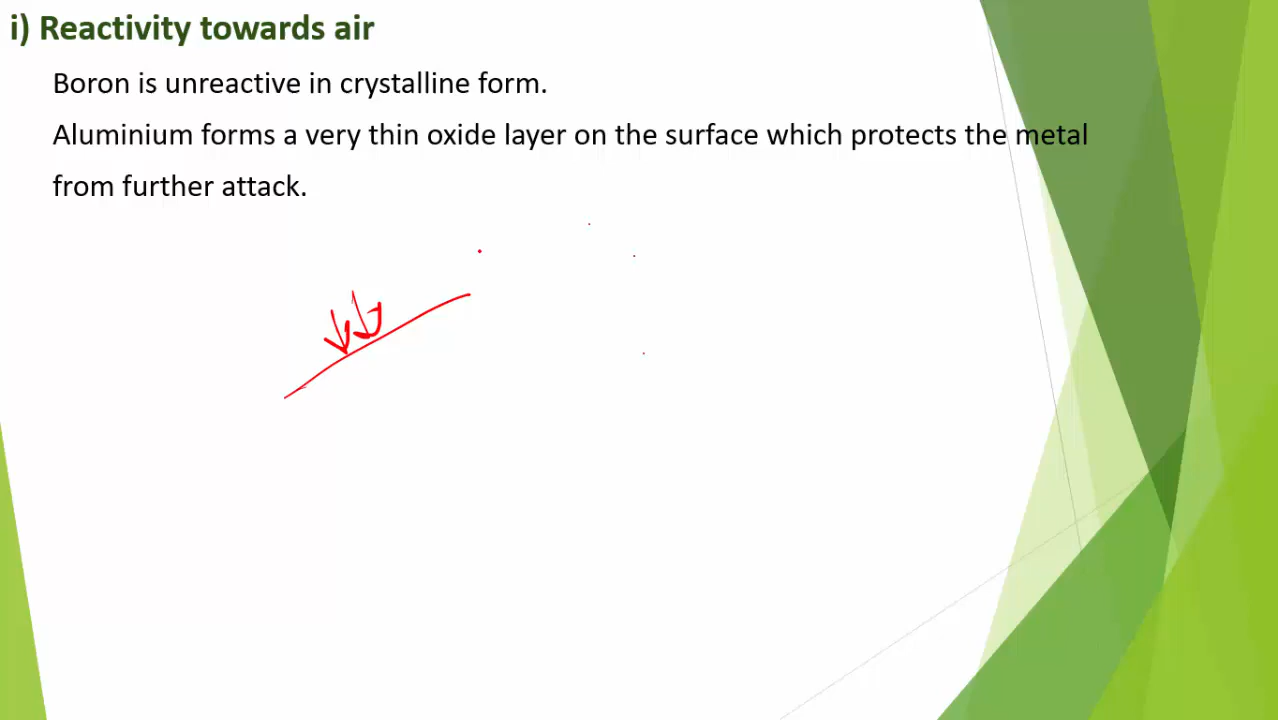 i) Reactivity towards air
Boron is unreactive in crystalline form.
Aluminium forms a very thin oxide layer on the surface which protects the metal
from further attack.